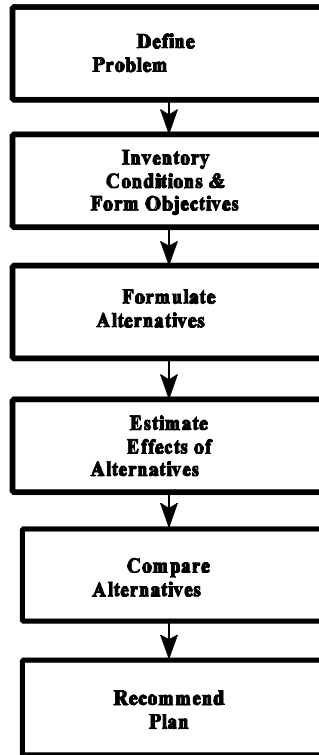 Define
Problem
Inventory
Conditions &
Form Objectives
Formulate
Alternatives
Estimate
Effects of
Alternatives
Compare
Alternatives
Recommend
Plan